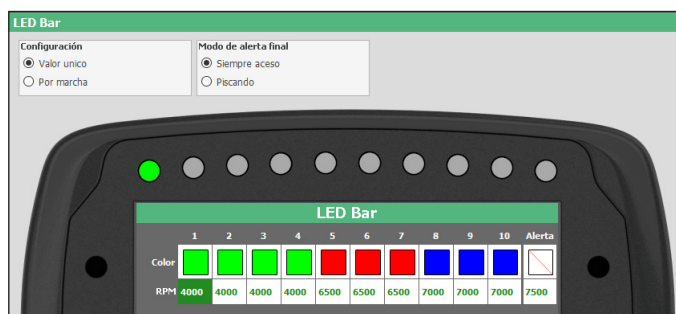 LED Bar
Configuración
Valor unico
Por marcha
Modo de alerta final
Siempre aceso
Piscando
LED Bar
1 2 3 4 5 6 7 8 9 10 Alerta
Color
RPM 4000 4000 4000 4000 6500 6500 6500 7000 7000 7000 7500